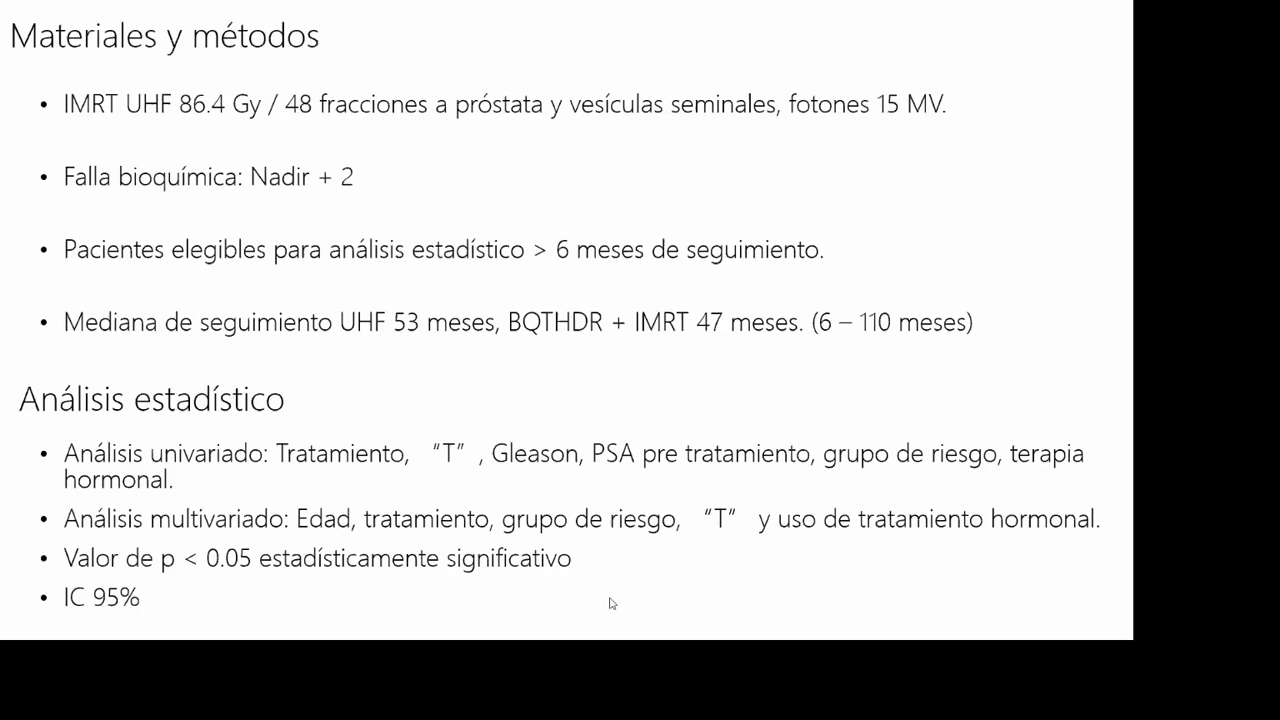 Materiales y métodos
• IMRT UHF 86.4 Gy / 48 fracciones a próstata y vesículas seminales, fotones 15 MV.
• Falla bioquímica: Nadir + 2
• Pacientes elegibles para análisis estadístico > 6 meses de seguimiento.
• Mediana de seguimiento UHF 53 meses, BQTHDR + IMRT 47 meses. (6 – 110 meses)
Análisis estadístico
• Análisis univariado: Tratamiento, “T” , Gleason, PSA pre tratamiento, grupo de riesgo, terapia
hormonal.
• Análisis multivariado: Edad, tratamiento, grupo de riesgo, “T” y uso de tratamiento hormonal.
• Valor de p < 0.05 estadísticamente significativo
• IC 95%